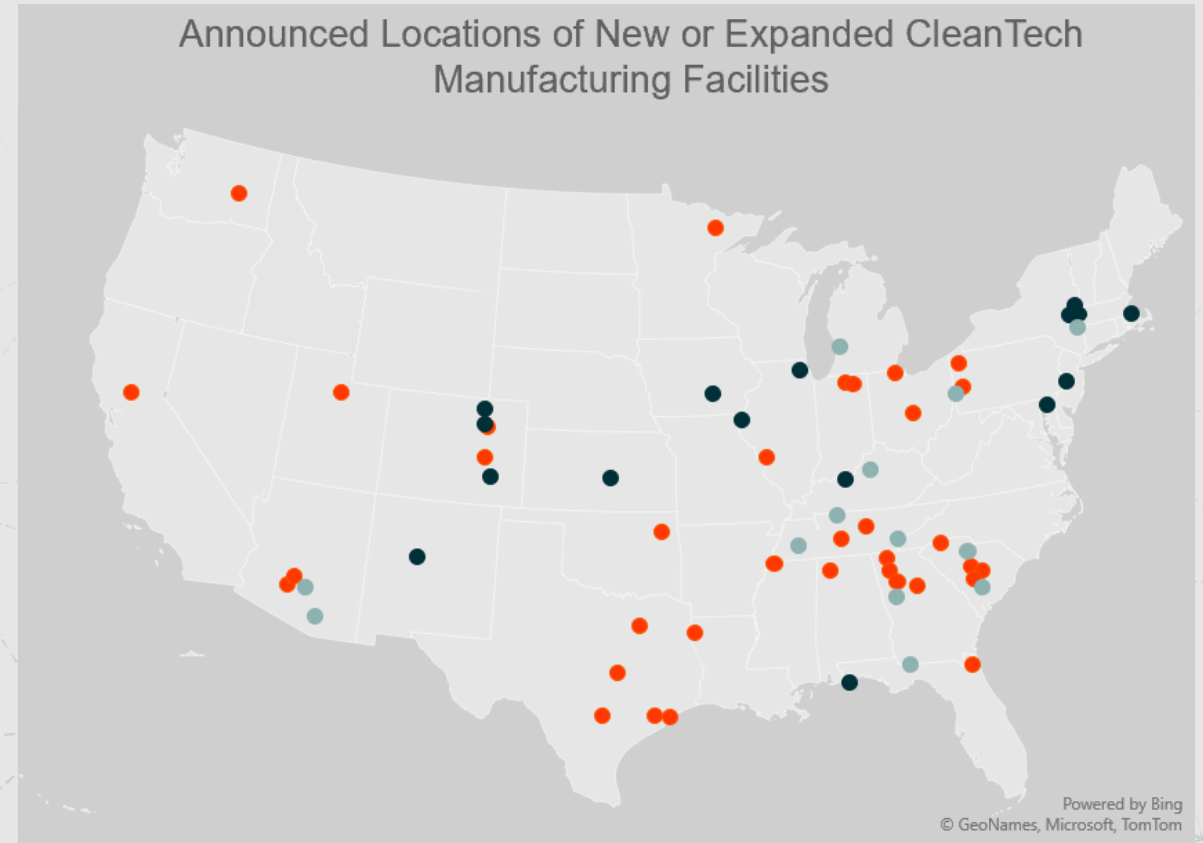 Announced Locations of New or Expanded CleanTech
Manufacturing Facilities
Powered by Bing
© GeoNames, Microsoft, TomTom